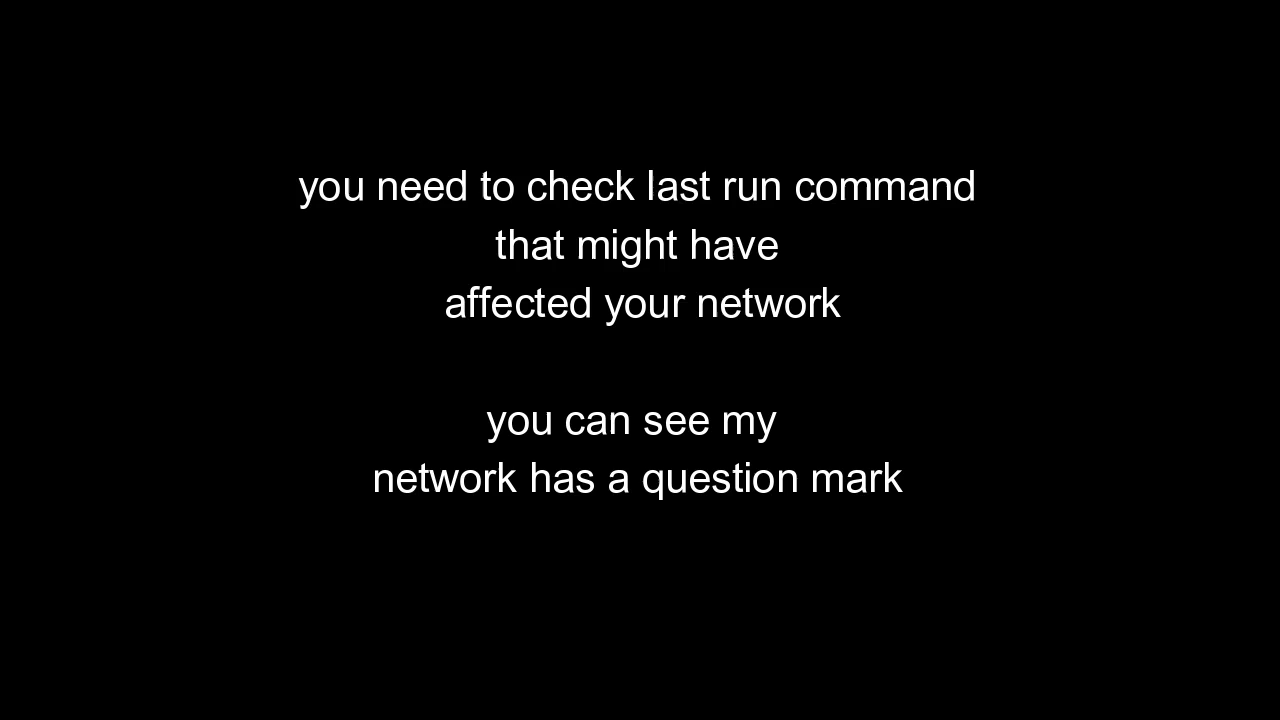 you need to check last run command
that might have
affected your network
you can see my
network has a question mark